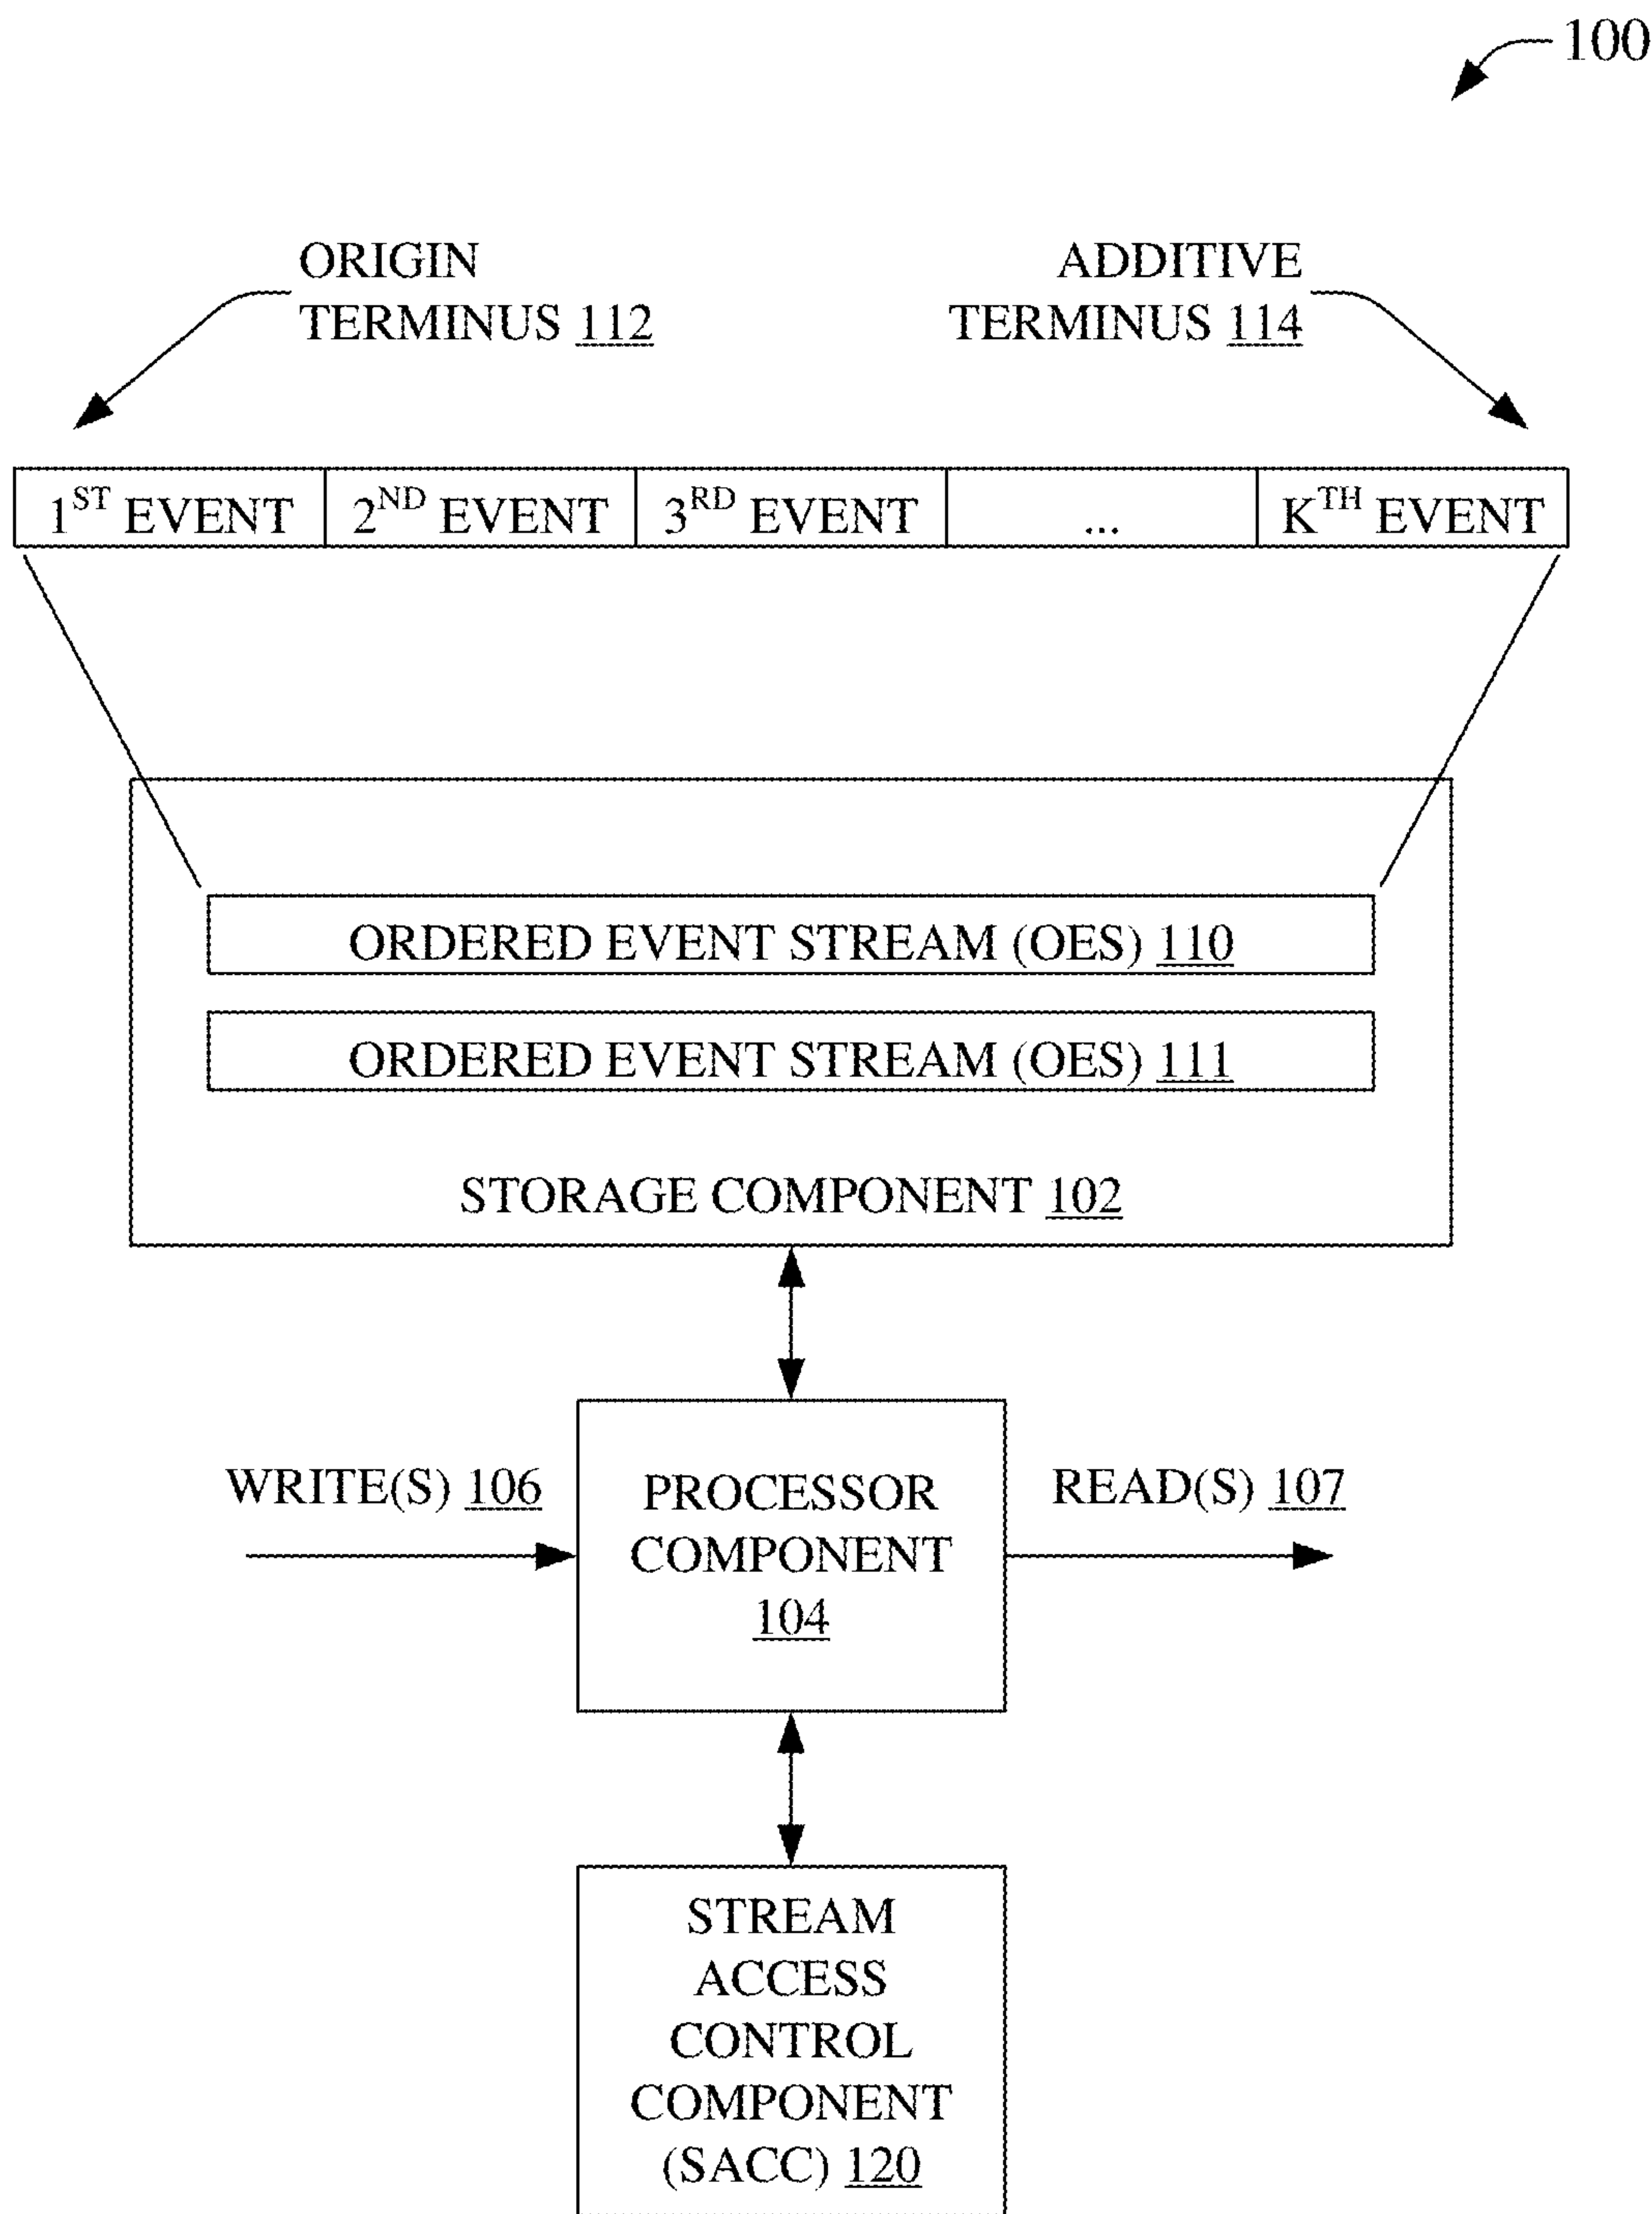 100
ORIGIN
TERMINUS 112
ADDITIVE
TERMINUS 114
1ST EVENT
2ND EVENT
3RD EVENT
...
KTH EVENT
ORDERED EVENT STREAM (OES) 110
ORDERED EVENT STREAM (OES) 111
STORAGE COMPONENT 102
WRITE(S) 106
PROCESSOR
COMPONENT
104
READ(S) 107
STREAM
ACCESS
CONTROL
COMPONENT
(SACC) 120